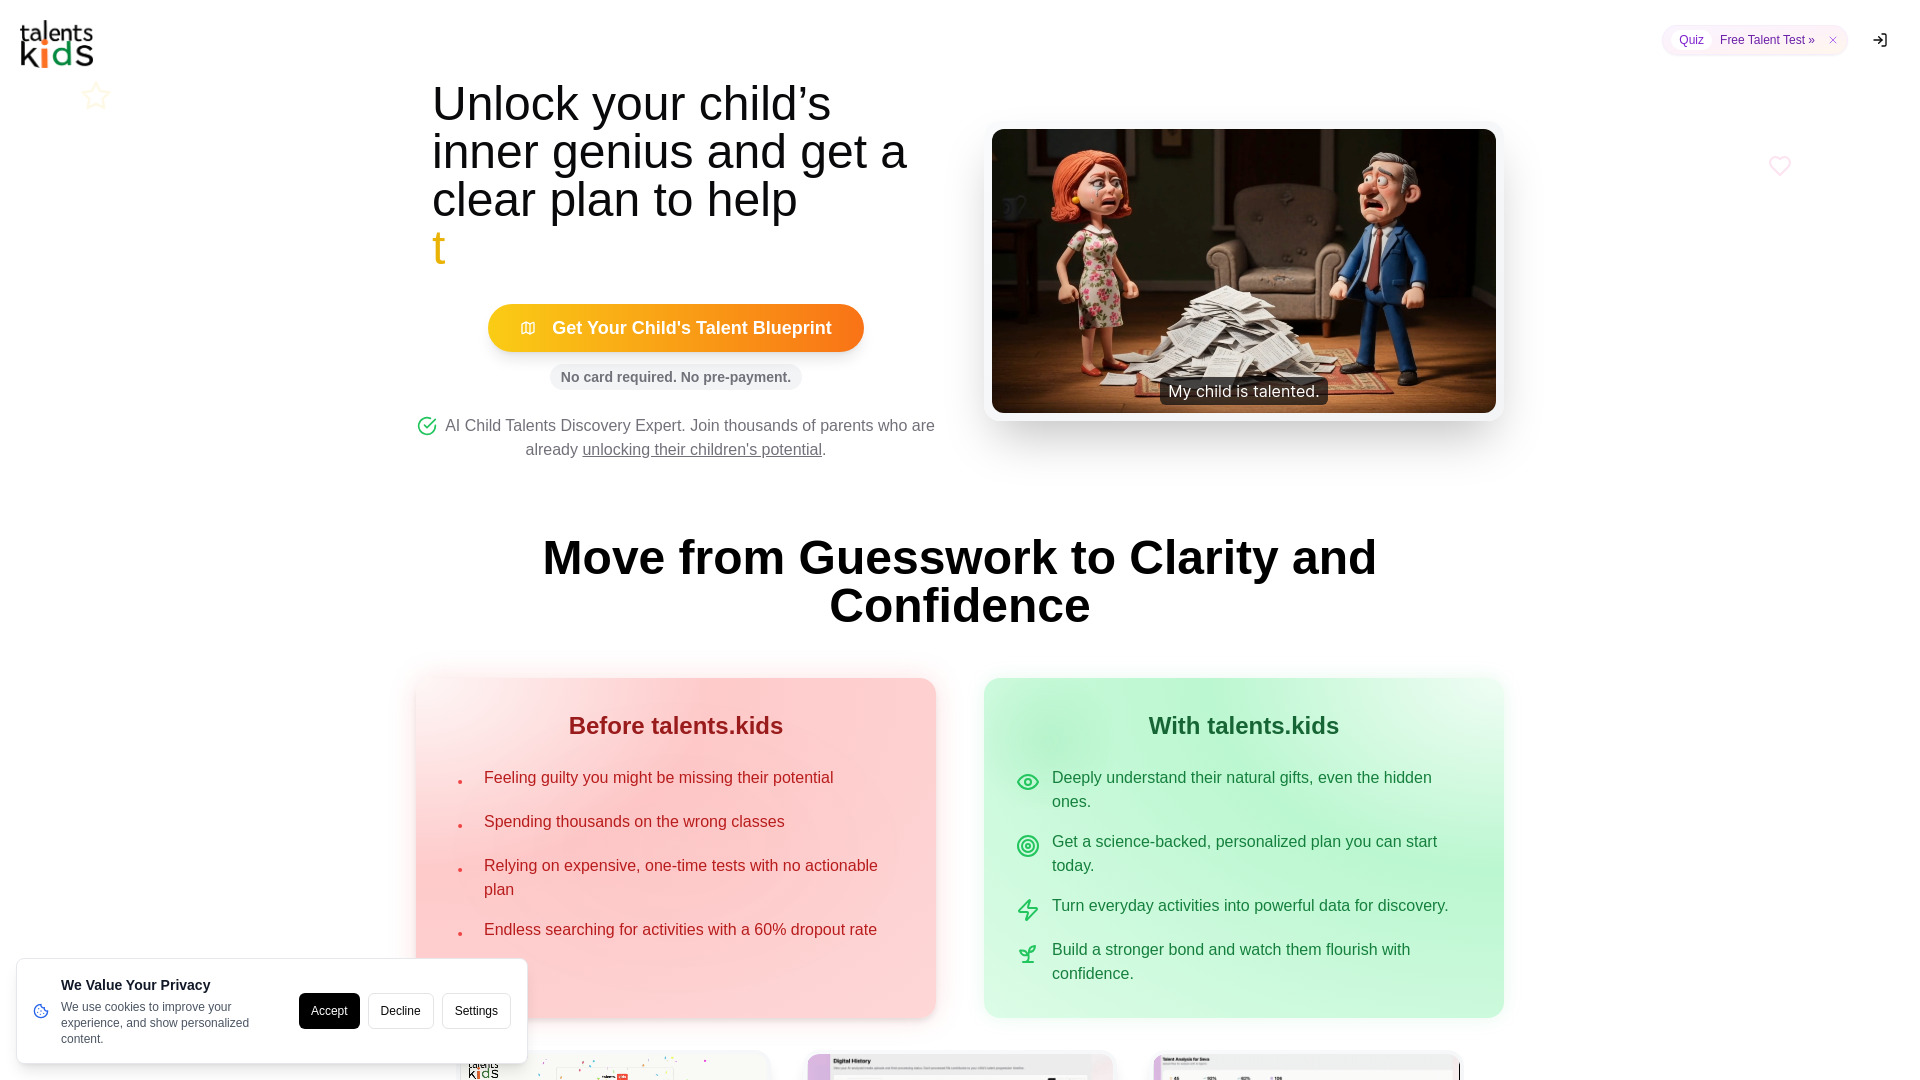 talents
kids
Quiz Free Talent Test »
Unlock your child’s
inner genius and get a
clear plan to help
t
Get Your Child's Talent Blueprint
No card required. No pre-payment.
AI Child Talents Discovery Expert. Join thousands of parents who are
already unlocking their children's potential.
My child is talented.
Move from Guesswork to Clarity and
Confidence
Before talents.kids
Feeling guilty you might be missing their potential
Spending thousands on the wrong classes
Relying on expensive, one-time tests with no actionable
plan
Endless searching for activities with a 60% dropout rate
With talents.kids
Deeply understand their natural gifts, even the hidden
ones.
Get a science-backed, personalized plan you can start
today.
Turn everyday activities into powerful data for discovery.
Build a stronger bond and watch them flourish with
confidence.
We Value Your Privacy
We use cookies to improve your
experience, and show personalized
content.
Accept
Decline
Settings
kids
Digital History
Talent Analysis for Seva